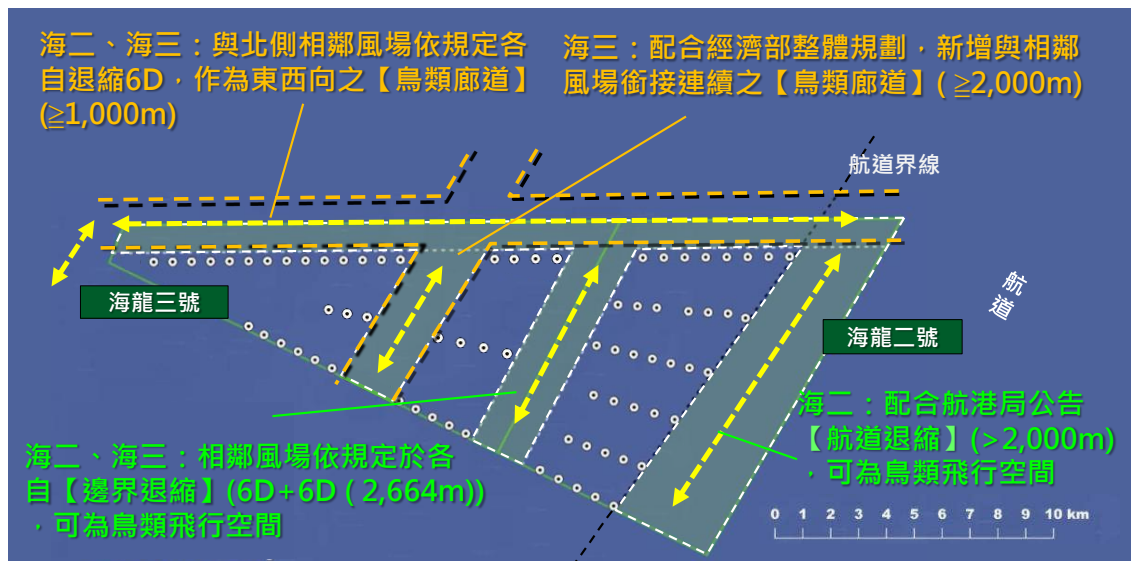 海二、海三：與北側相鄰風場依規定各
自退縮6D，作為東西向之【鳥類廊道】
(≧1,000m)
海三：配合經濟部整體規劃，新增與相鄰
風場銜接連續之【鳥類廊道】( ≧2,000m)
航道界線
航道
海龍三號
海龍二號
海二：配合航港局公告
【航道退縮】(>2,000m)
，可為鳥類飛行空間
海二、海三：相鄰風場依規定於各
自【邊界退縮】(6D+6D ( 2,664m))
，可為鳥類飛行空間
0 1 2 3 4 5 6 7 8 9 10 km